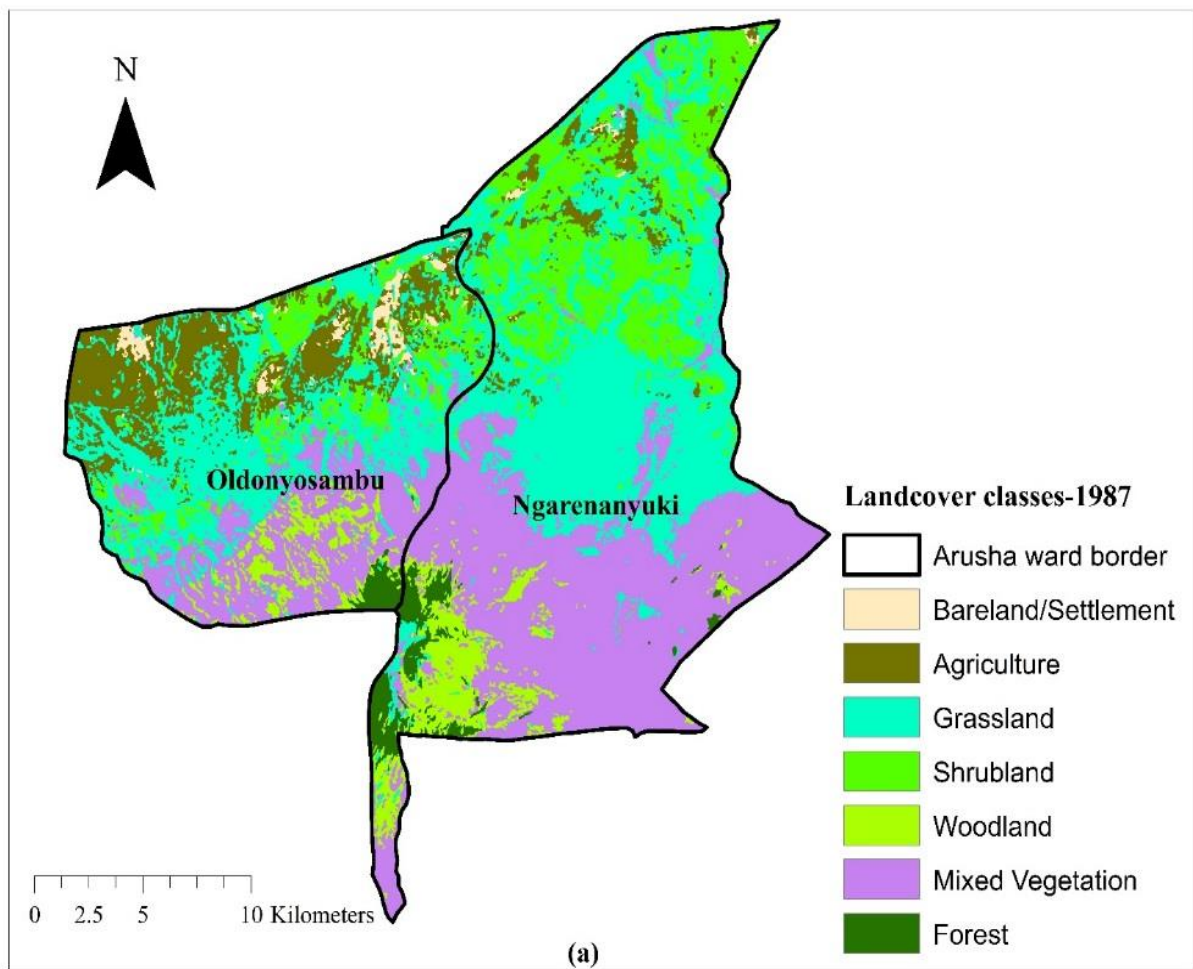 N
Oldonyosambu
Ngarenanyuki
Landcover classes-1987
Arusha ward border
Bareland/Settlement
Agriculture
Grassland
Shrubland
Woodland
Mixed Vegetation
Forest
0 2.5 5 10 Kilometers
(a)